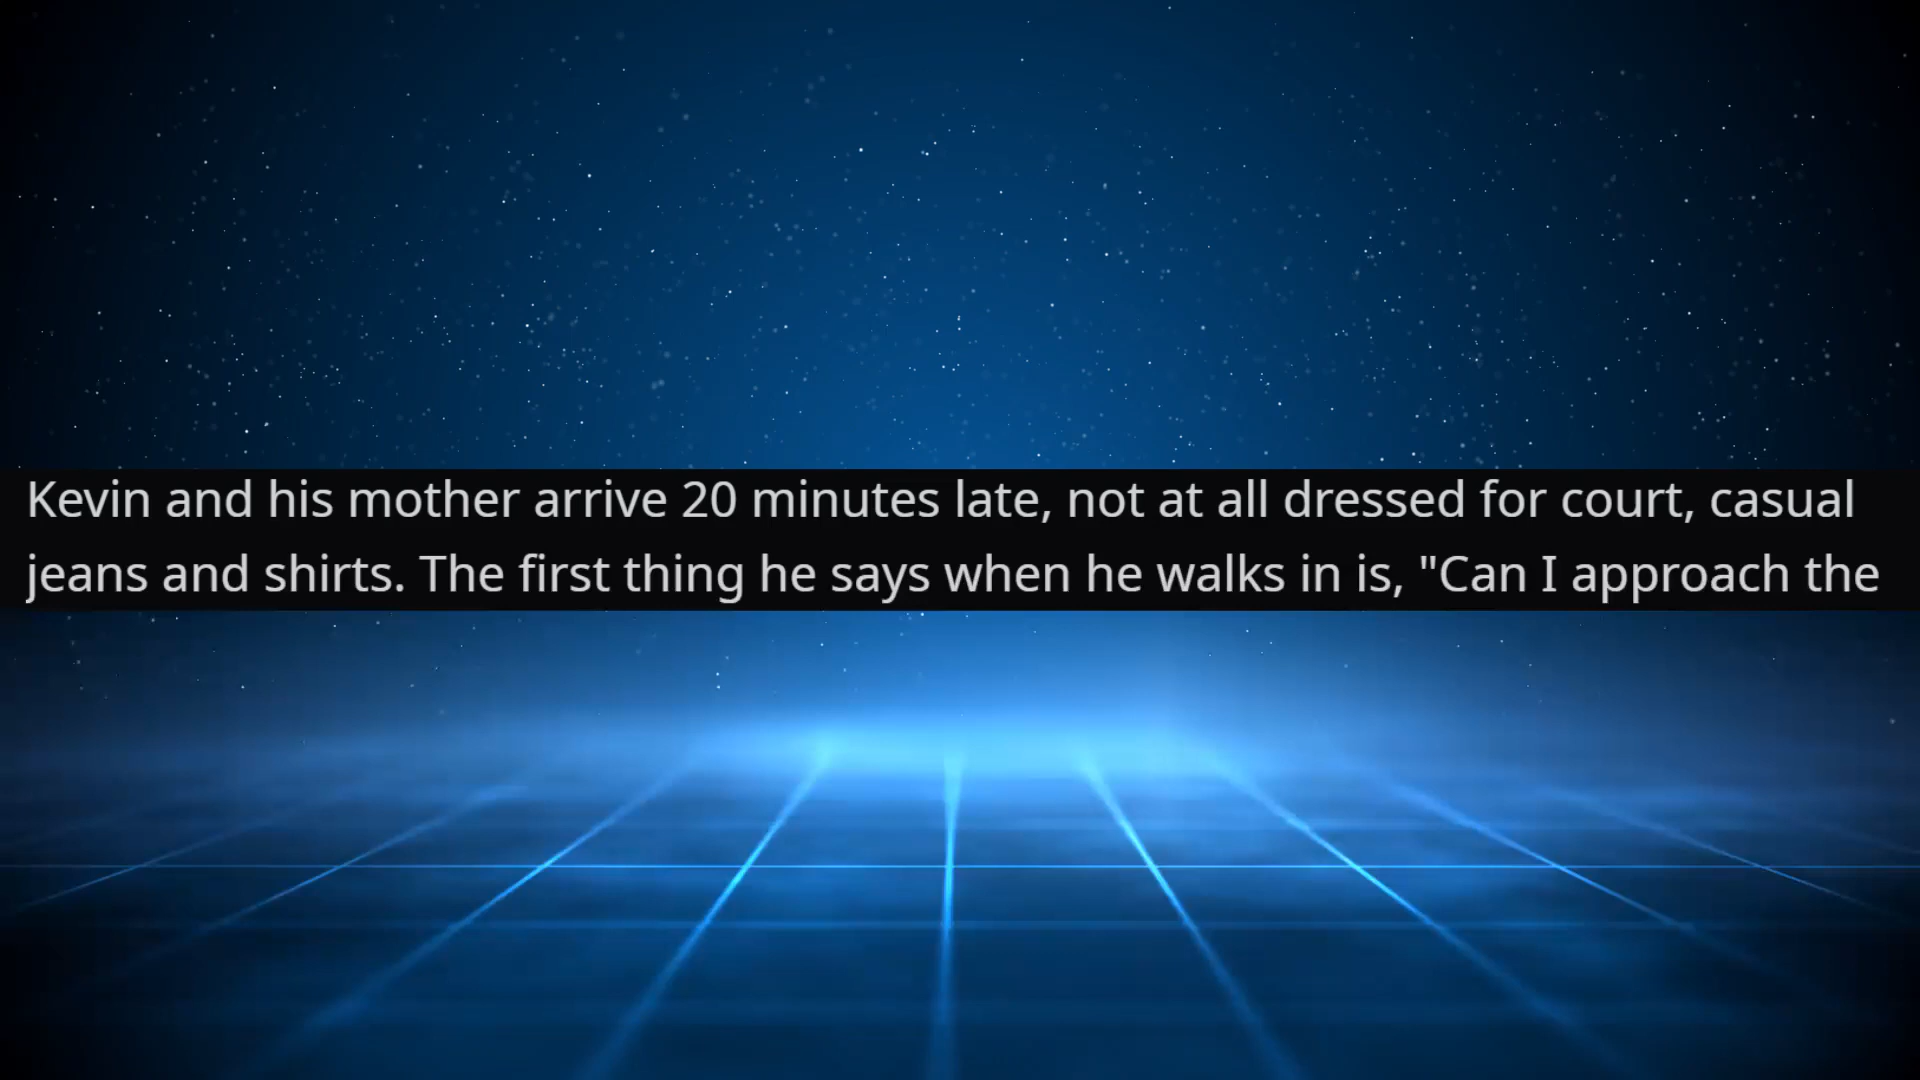 Kevin and his mother arrive 20 minutes late, not at all dressed for court, casual
jeans and shirts. The first thing he says when he walks in is, "Can I approach the